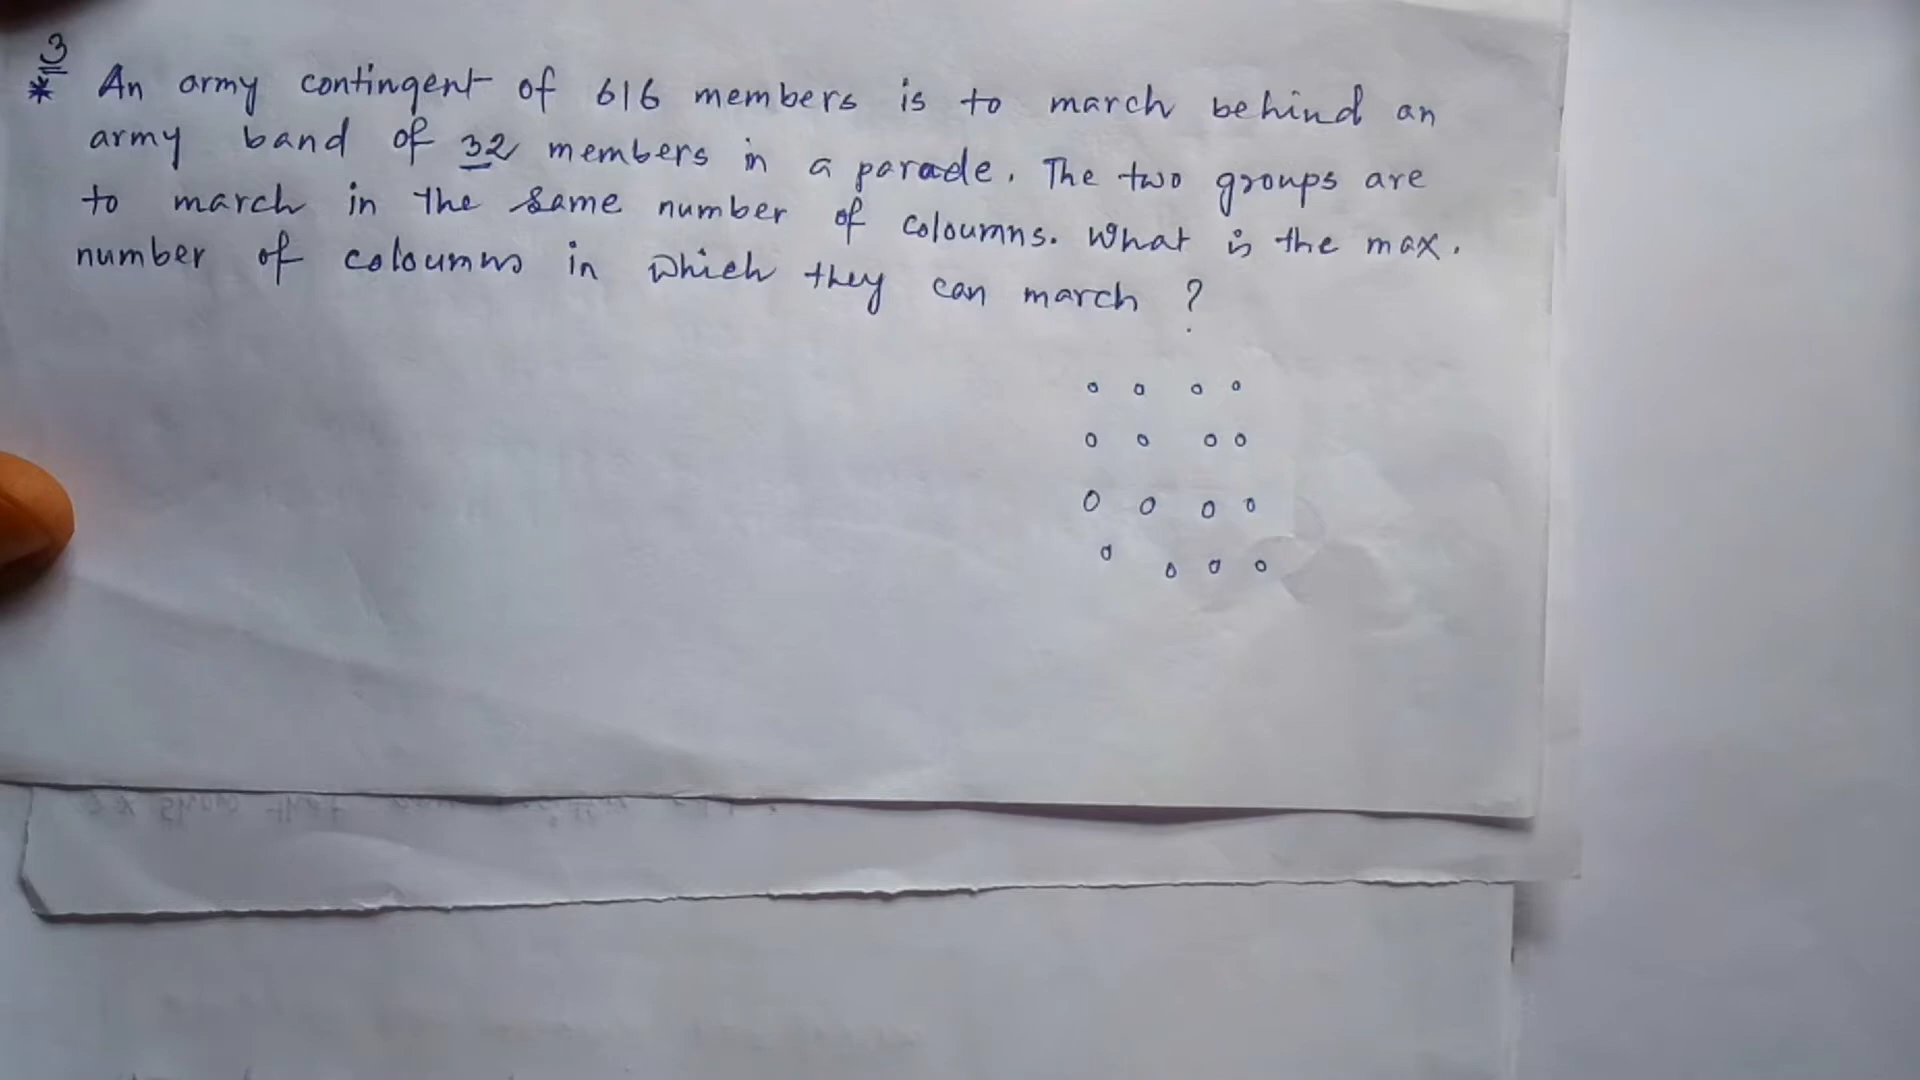 3
* An army contingent of 616 members is to march behind an
army band of 32 members in a parade. The two groups are
to march in the same number of coloumns. What is the max.
number of coloumns in which they can march ?